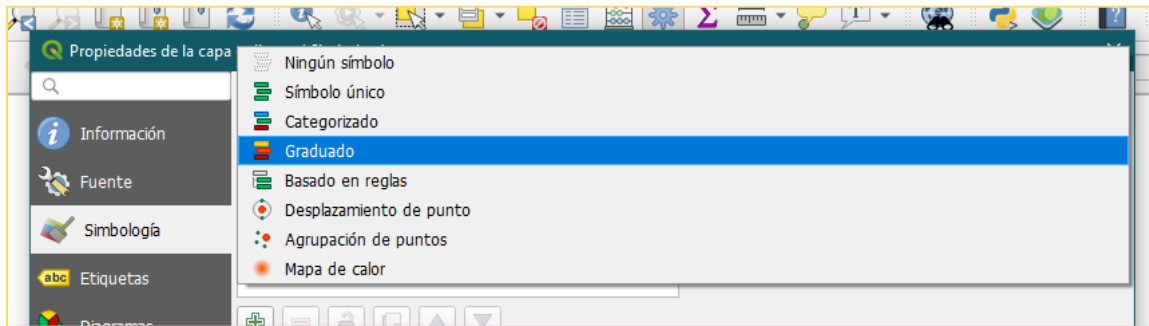 Propiedades de la capa
Ningún símbolo
Símbolo único
Categorizado
Graduado
Basado en reglas
Desplazamiento de punto
Agrupación de puntos
Mapa de calor
Información
Fuente
Simbología
abc Etiquetas
Diagramas